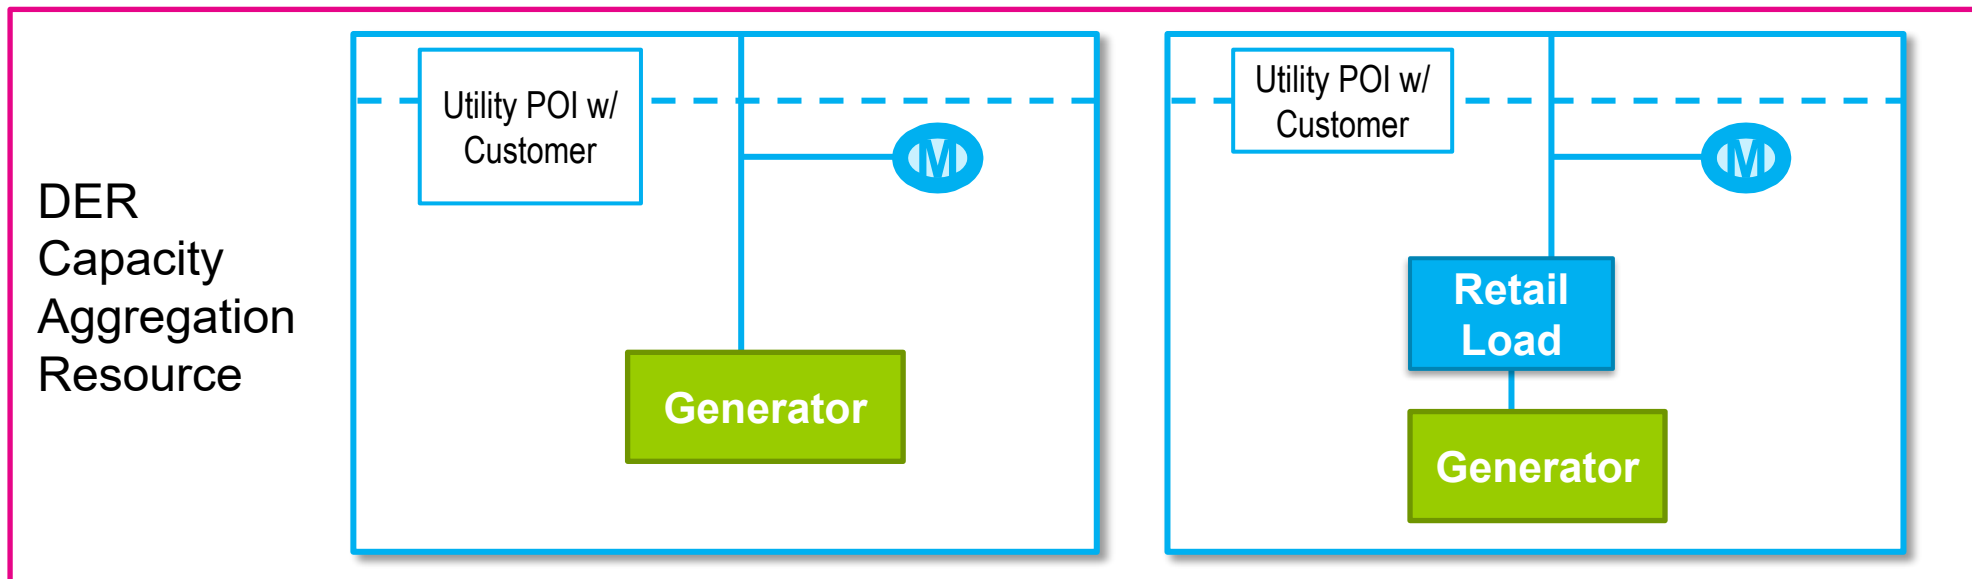 DER
Capacity
Aggregation
Resource
Utility POI w/
Customer
M
Generator
Utility POI w/
Customer
M
Retail
Load
Generator